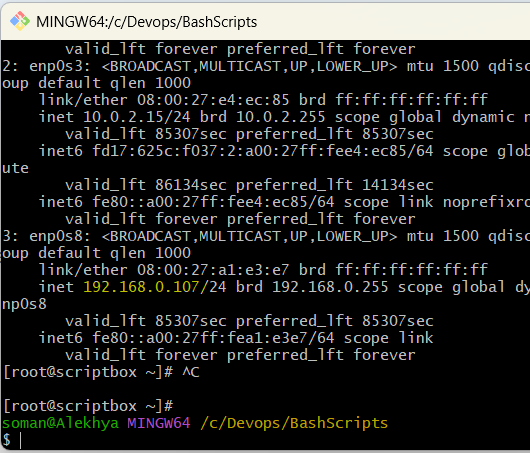 MINGW64:/c/Devops/BashScripts
valid_lft forever preferred_lft forever
2: enp0s3: <BROADCAST,MULTICAST,UP,LOWER_UP> mtu 1500 qdisc
oup default qlen 1000
link/ether 08:00:27:e4:ec:85 brd ff:ff:ff:ff:ff:ff
inet 10.0.2.15/24 brd 10.0.2.255 scope global dynamic n
valid_lft 85307sec preferred_lft 85307sec
inet6 fd17:625c:f037:2:a00:27ff:fee4:ec85/64 scope glob
ute
valid_lft 86134sec preferred_lft 14134sec
inet6 fe80::a00:27ff:fee4:ec85/64 scope link noprefixro
valid_lft forever preferred_lft forever
3: enp0s8: <BROADCAST,MULTICAST,UP,LOWER_UP> mtu 1500 qdisc
oup default qlen 1000
link/ether 08:00:27:a1:e3:e7 brd ff:ff:ff:ff:ff:ff
inet 192.168.0.107/24 brd 192.168.0.255 scope global dy
np0s8
valid_lft 85307sec preferred_lft 85307sec
inet6 fe80::a00:27ff:fea1:e3e7/64 scope link
valid_lft forever preferred_lft forever
[root@scriptbox ~]# ^C
[root@scriptbox ~]#
soman@Alekhya MINGW64 /c/Devops/BashScripts
$